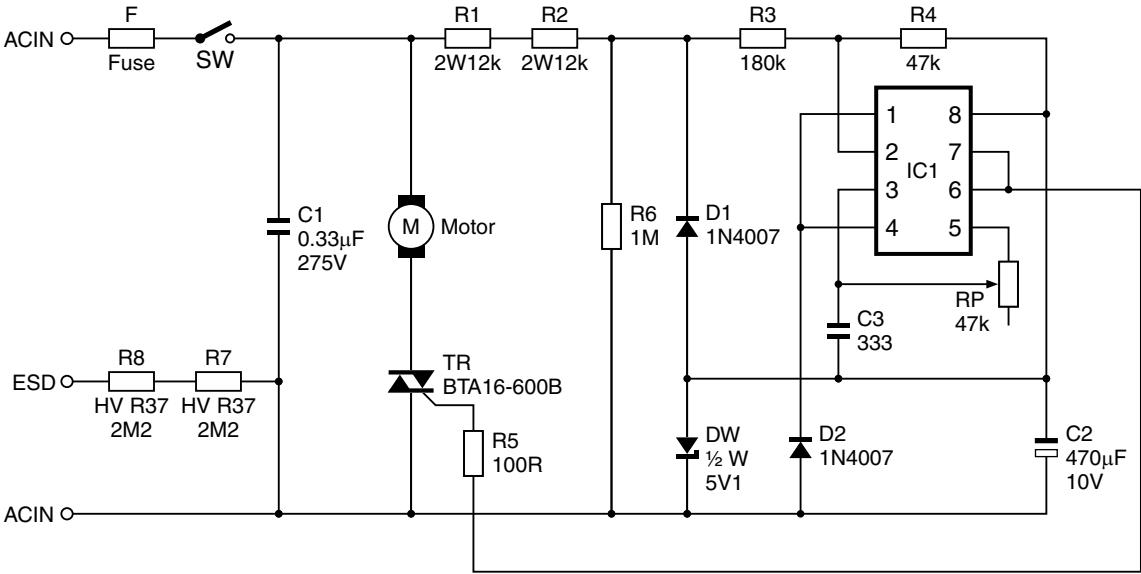 ACIN
F
Fuse
SW
R1
2W12k
R2
2W12k
R3
180k
R4
47k
1
2
3
4
8
7
6
5
IC1
C1
0.33µF
275V
M
Motor
R6
1M
D1
1N4007
RP
47k
C3
333
ESD
R8
HV R37
2M2
R7
HV R37
2M2
TR
BTA16-600B
R5
100R
DW
½ W
5V1
D2
1N4007
C2
470µF
10V
ACIN